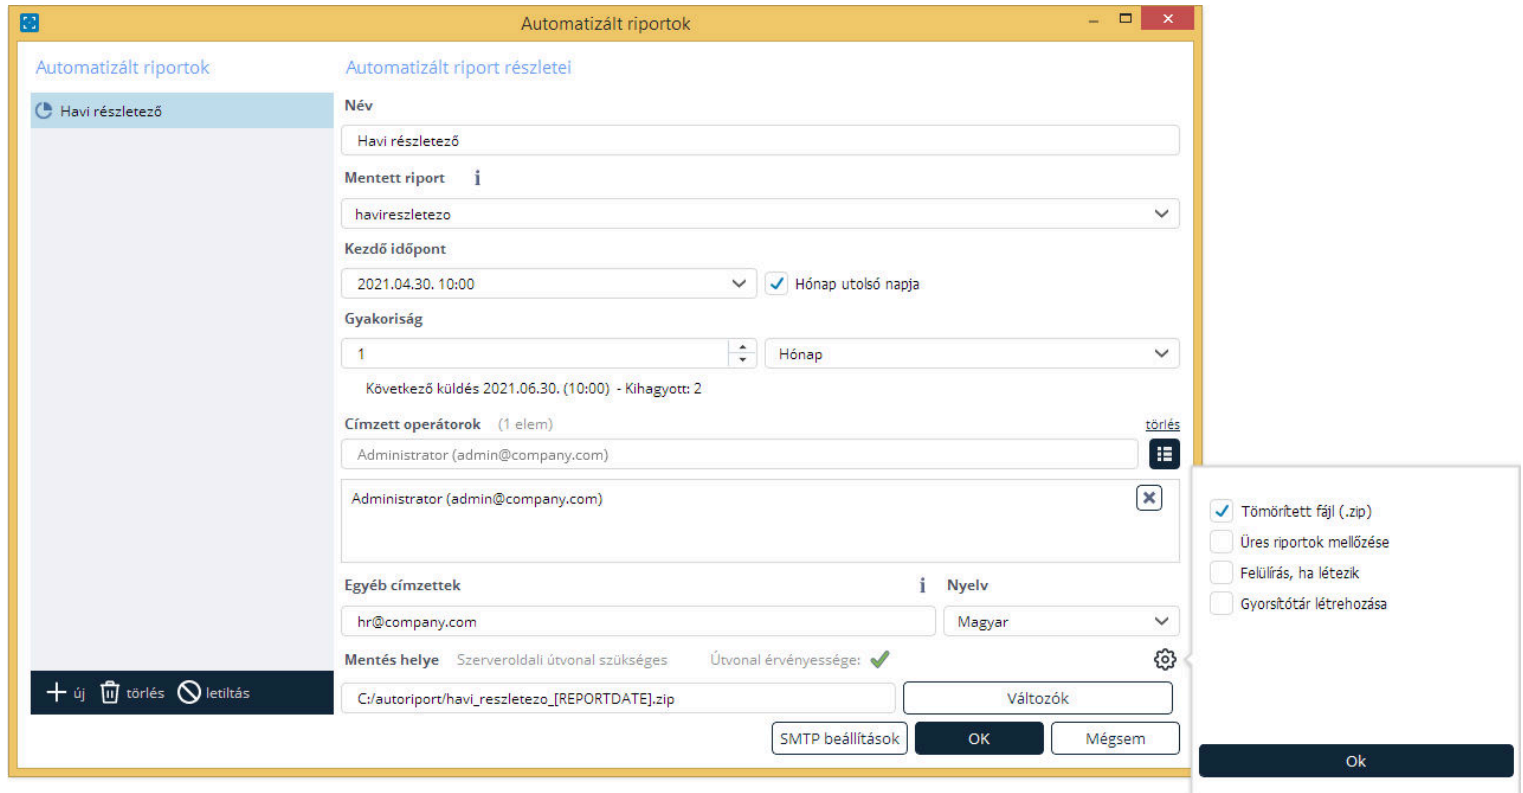 Automatizált riportok
Automatizált riportok
Havi részletező
új törlés letiltás
Automatizált riport részletei
Név
Havi részletező
Mentett riport i
havireszletezo
Kezdő időpont
2021.04.30. 10:00 Hónap utolsó napja
Gyakoriság
1 Hónap
Következő küldés 2021.06.30. (10:00) - Kihagyott: 2
Címzett operátorok (1 elem) törlés
Administrator (admin@company.com)
Administrator (admin@company.com)
Egyéb címzettek i Nyelv
hr@company.com Magyar
Mentés helye Szerveroldali útvonal szükséges Útvonal érvényessége:
C:/autoriport/havi_reszletezo_[REPORTDATE].zip Változók
SMTP beállítások OK Mégsem
Tömörített fájl (.zip)
Üres riportok mellőzése
Felülírás, ha létezik
Gyorsítótár létrehozása
Ok